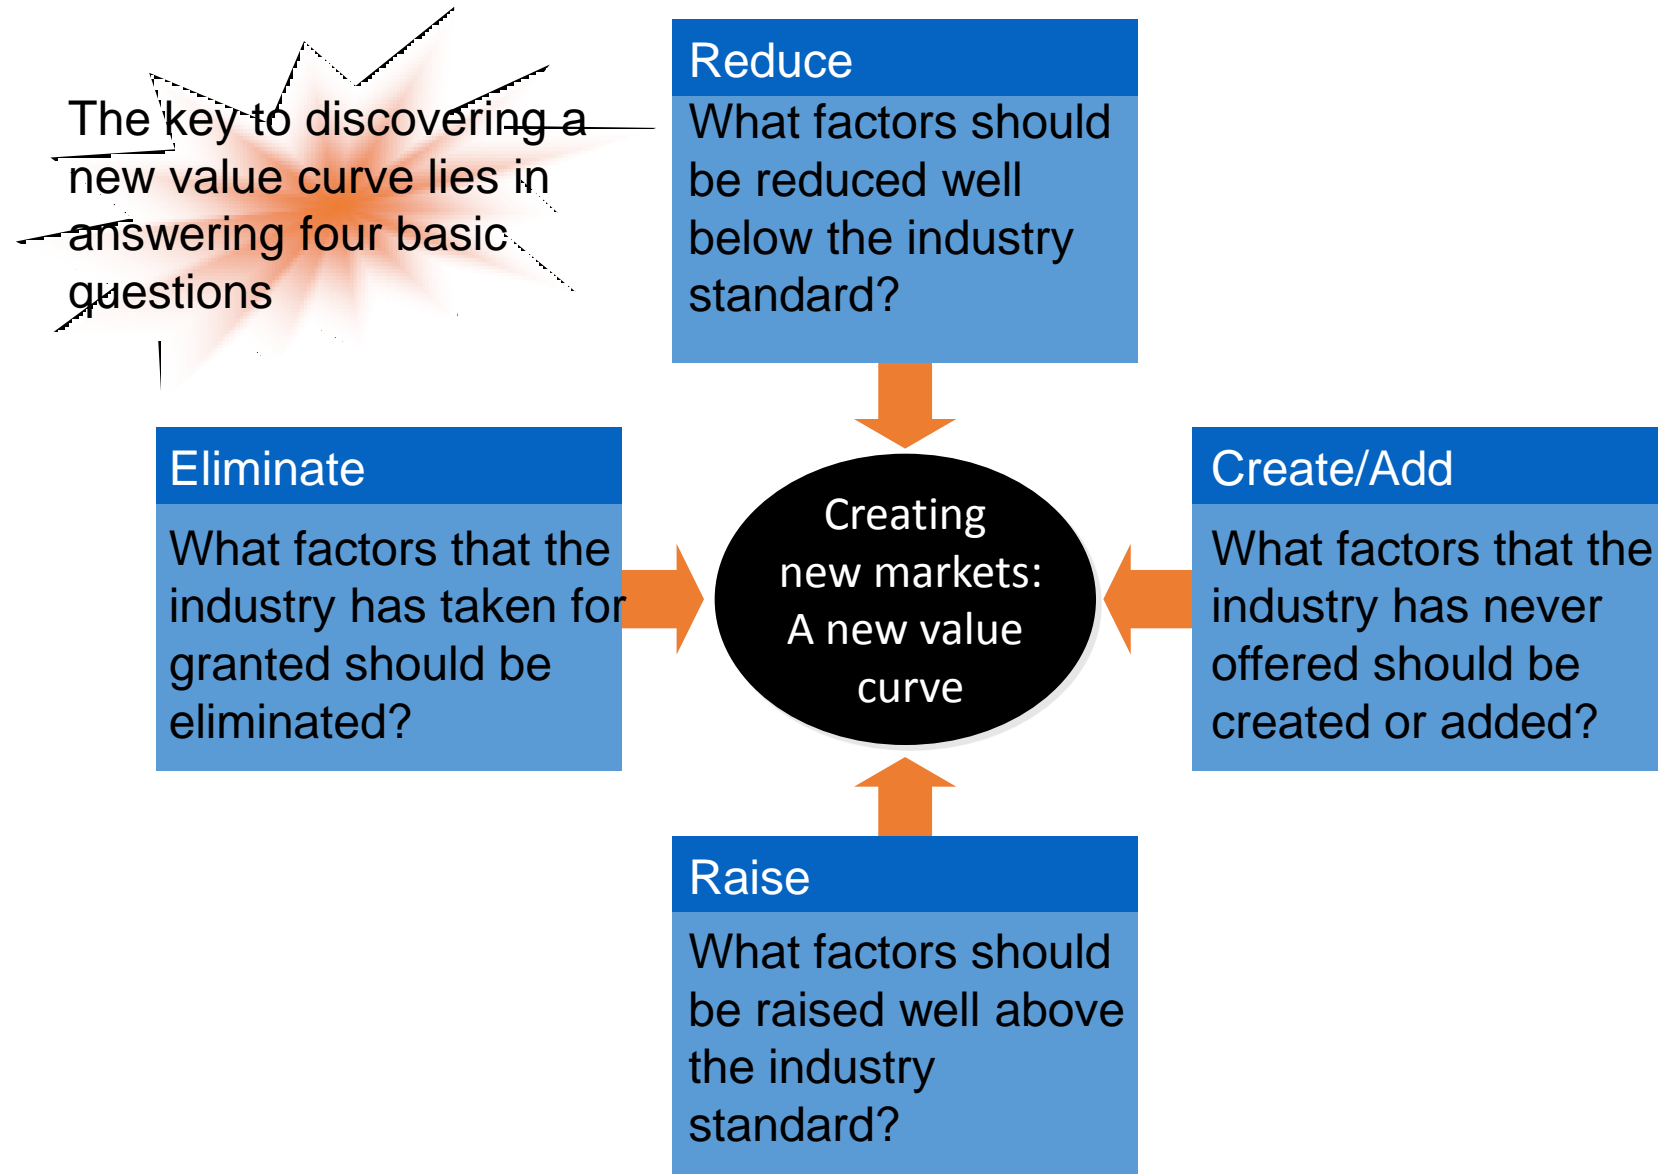 The key to discovering a
new value curve lies in
answering four basic
questions
Reduce
What factors should
be reduced well
below the industry
standard?
Eliminate
What factors that the
industry has taken for
granted should be
eliminated?
Creating
new markets:
A new value
curve
Create/Add
What factors that the
industry has never
offered should be
created or added?
Raise
What factors should
be raised well above
the industry
standard?